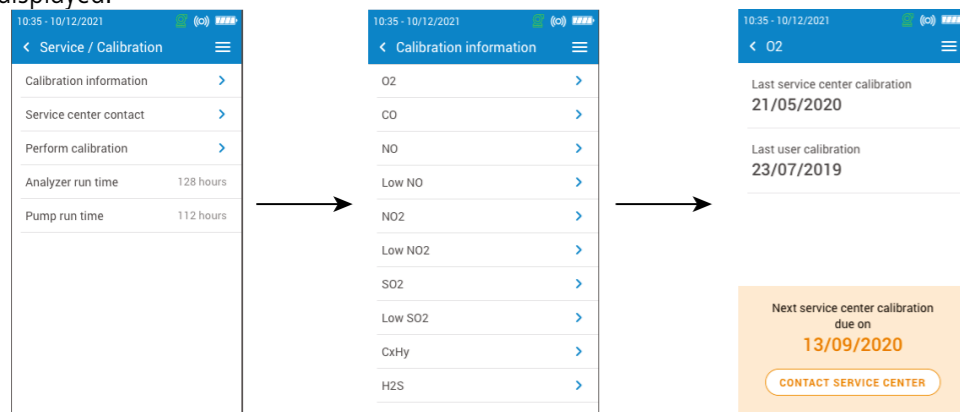 displayed.
10:35 - 10/12/2021
Service / Calibration
Calibration information
Service center contact
Perform calibration
Analyzer run time 128 hours
Pump run time 112 hours
10:35 - 10/12/2021
Calibration information
O2
CO
NO
Low NO
NO2
Low NO2
SO2
Low SO2
CxHy
H2S
10:35 - 10/12/2021
O2
Last service center calibration
21/05/2020
Last user calibration
23/07/2019
Next service center calibration
due on
13/09/2020
CONTACT SERVICE CENTER